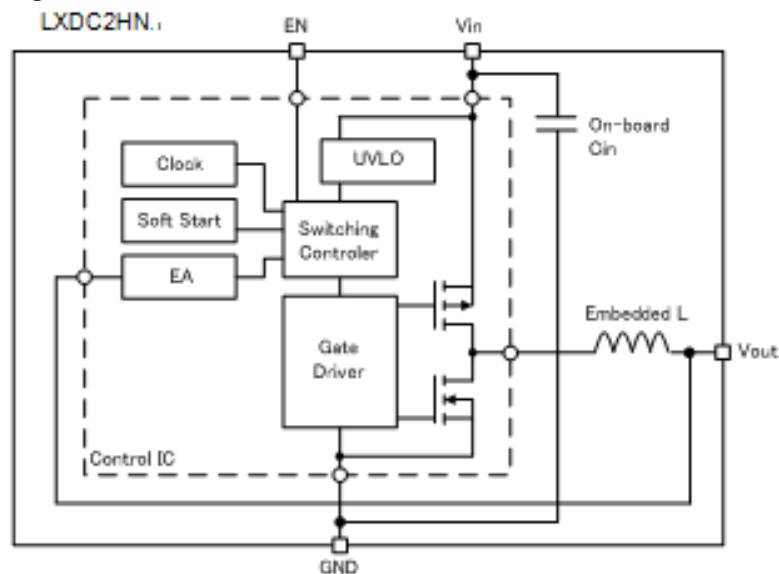 LXDC2HN.
EN
Vin
On-board
Cin
UVLO
Clock
Soft Start
Switching
Controler
EA
Embedded L
Gate
Driver
Vout
Control IC
GND